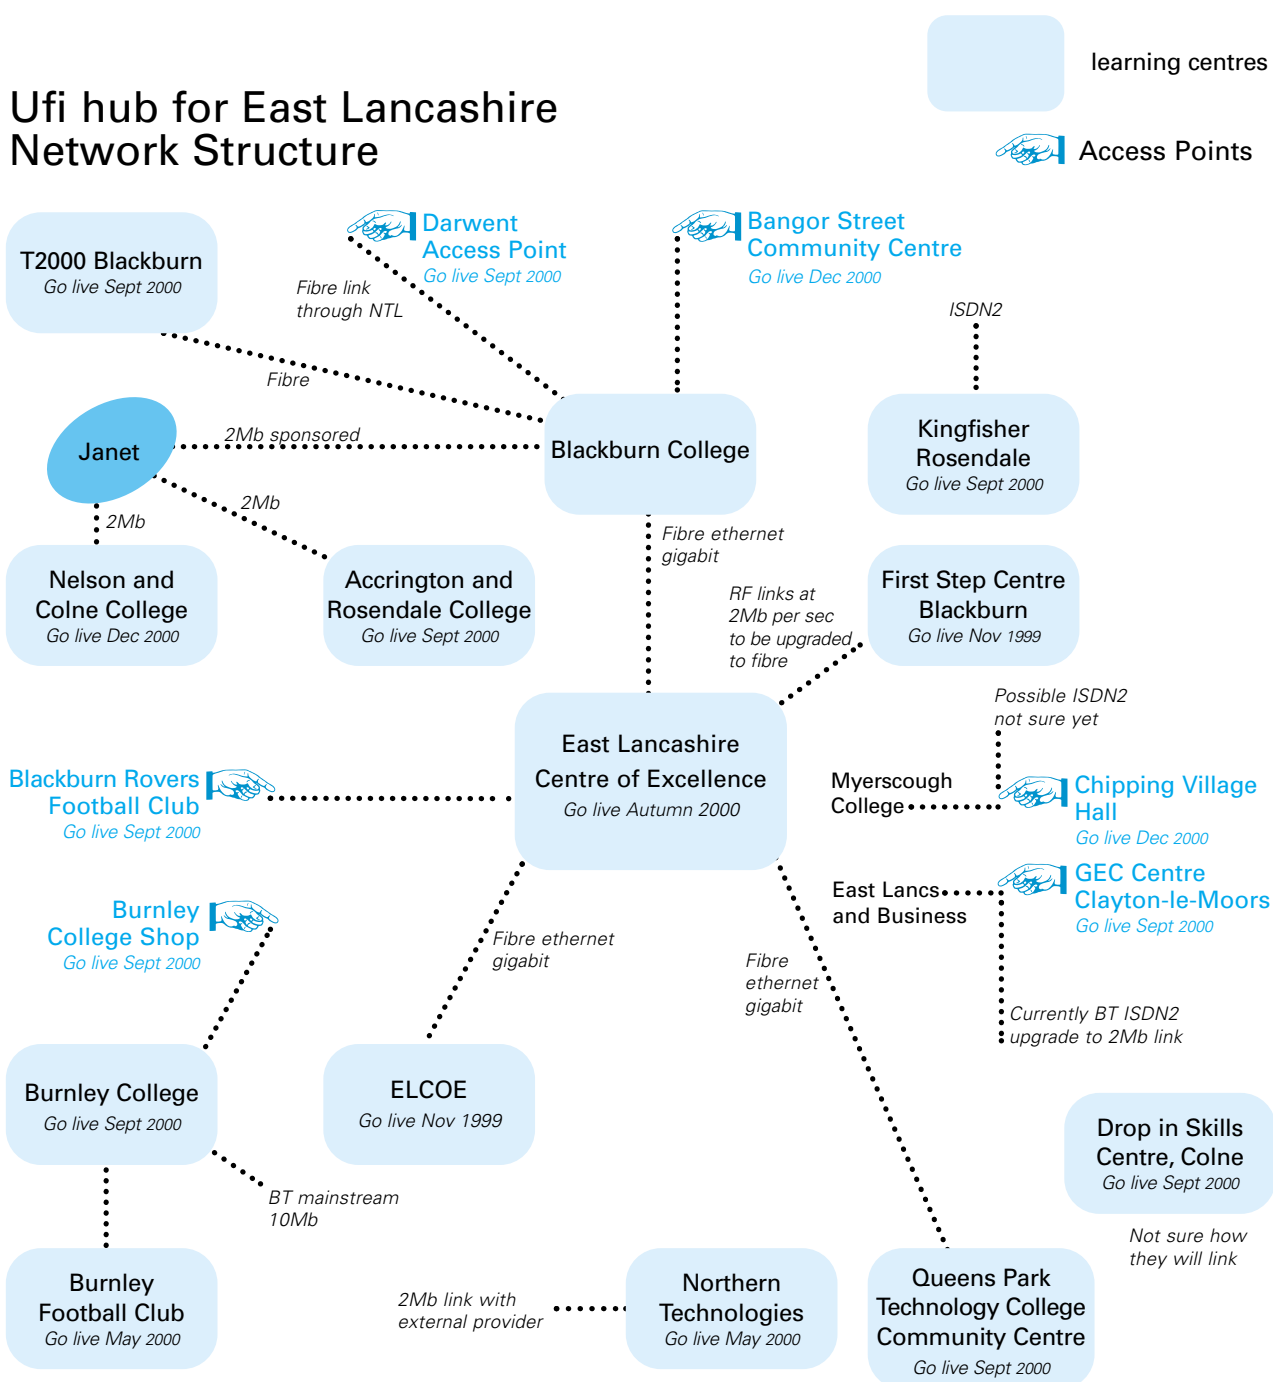 learning centres
Ufi hub for East Lancashire
Network Structure
Access Points
T2000 Blackburn
Go live Sept 2000
Darwent
Access Point
Go live Sept 2000
Bangor Street
Community Centre
Go live Dec 2000
Fibre link
through NTL
ISDN2
Fibre
Janet
2Mb sponsored
Blackburn College
Kingfisher
Rosendale
Go live Sept 2000
2Mb
2Mb
Nelson and
Colne College
Go live Dec 2000
Accrington and
Rosendale College
Go live Sept 2000
Fibre ethernet
gigabit
RF links at
2Mb per sec
to be upgraded
to fibre
First Step Centre
Blackburn
Go live Nov 1999
East Lancashire
Centre of Excellence
Go live Autumn 2000
Possible ISDN2
not sure yet
Blackburn Rovers
Football Club
Go live Sept 2000
Myerscough
College
Chipping Village
Hall
Go live Dec 2000
Burnley
College Shop
Go live Sept 2000
East Lancs
and Business
GEC Centre
Clayton-le-Moors
Go live Sept 2000
Fibre ethernet
gigabit
Fibre
ethernet
gigabit
Currently BT ISDN2
upgrade to 2Mb link
Burnley College
Go live Sept 2000
ELCOE
Go live Nov 1999
Drop in Skills
Centre, Colne
Go live Sept 2000
BT mainstream
10Mb
Not sure how
they will link
Burnley
Football Club
Go live May 2000
2Mb link with
external provider
Northern
Technologies
Go live May 2000
Queens Park
Technology College
Community Centre
Go live Sept 2000